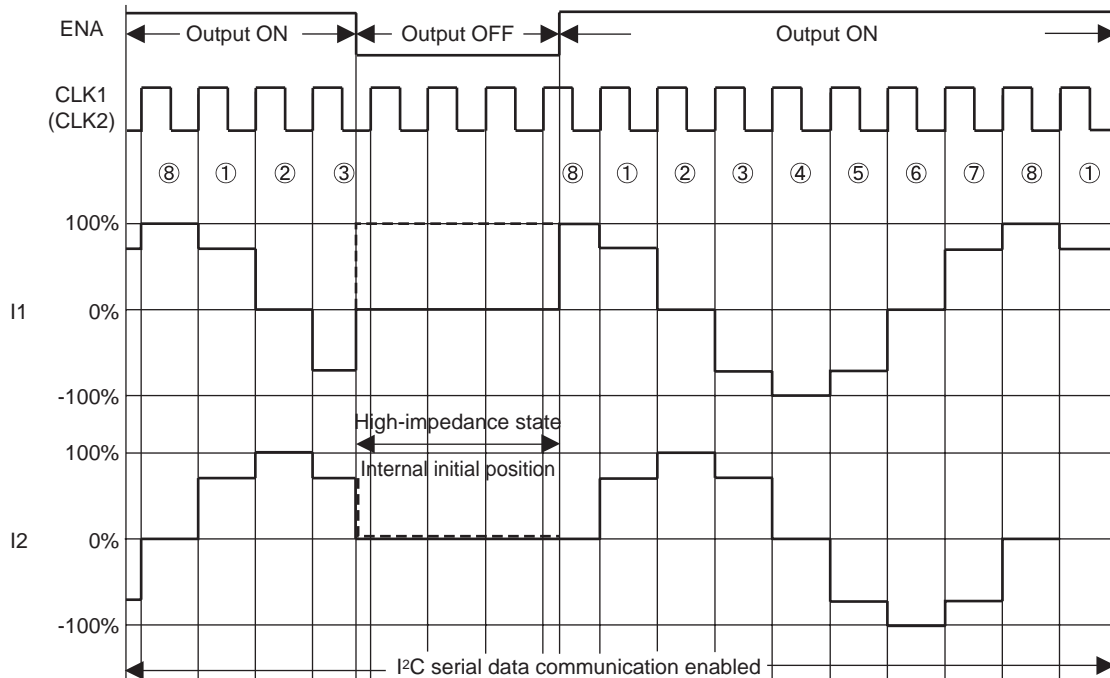 ENA
Output ON
Output OFF
Output ON
CLK1
(CLK2)
⑧ ① ② ③ ⑧ ① ② ③ ④ ⑤ ⑥ ⑦ ⑧ ①
100%
I1
0%
-100%
High-impedance state
100%
Internal initial position
I2
0%
-100%
I²C serial data communication enabled